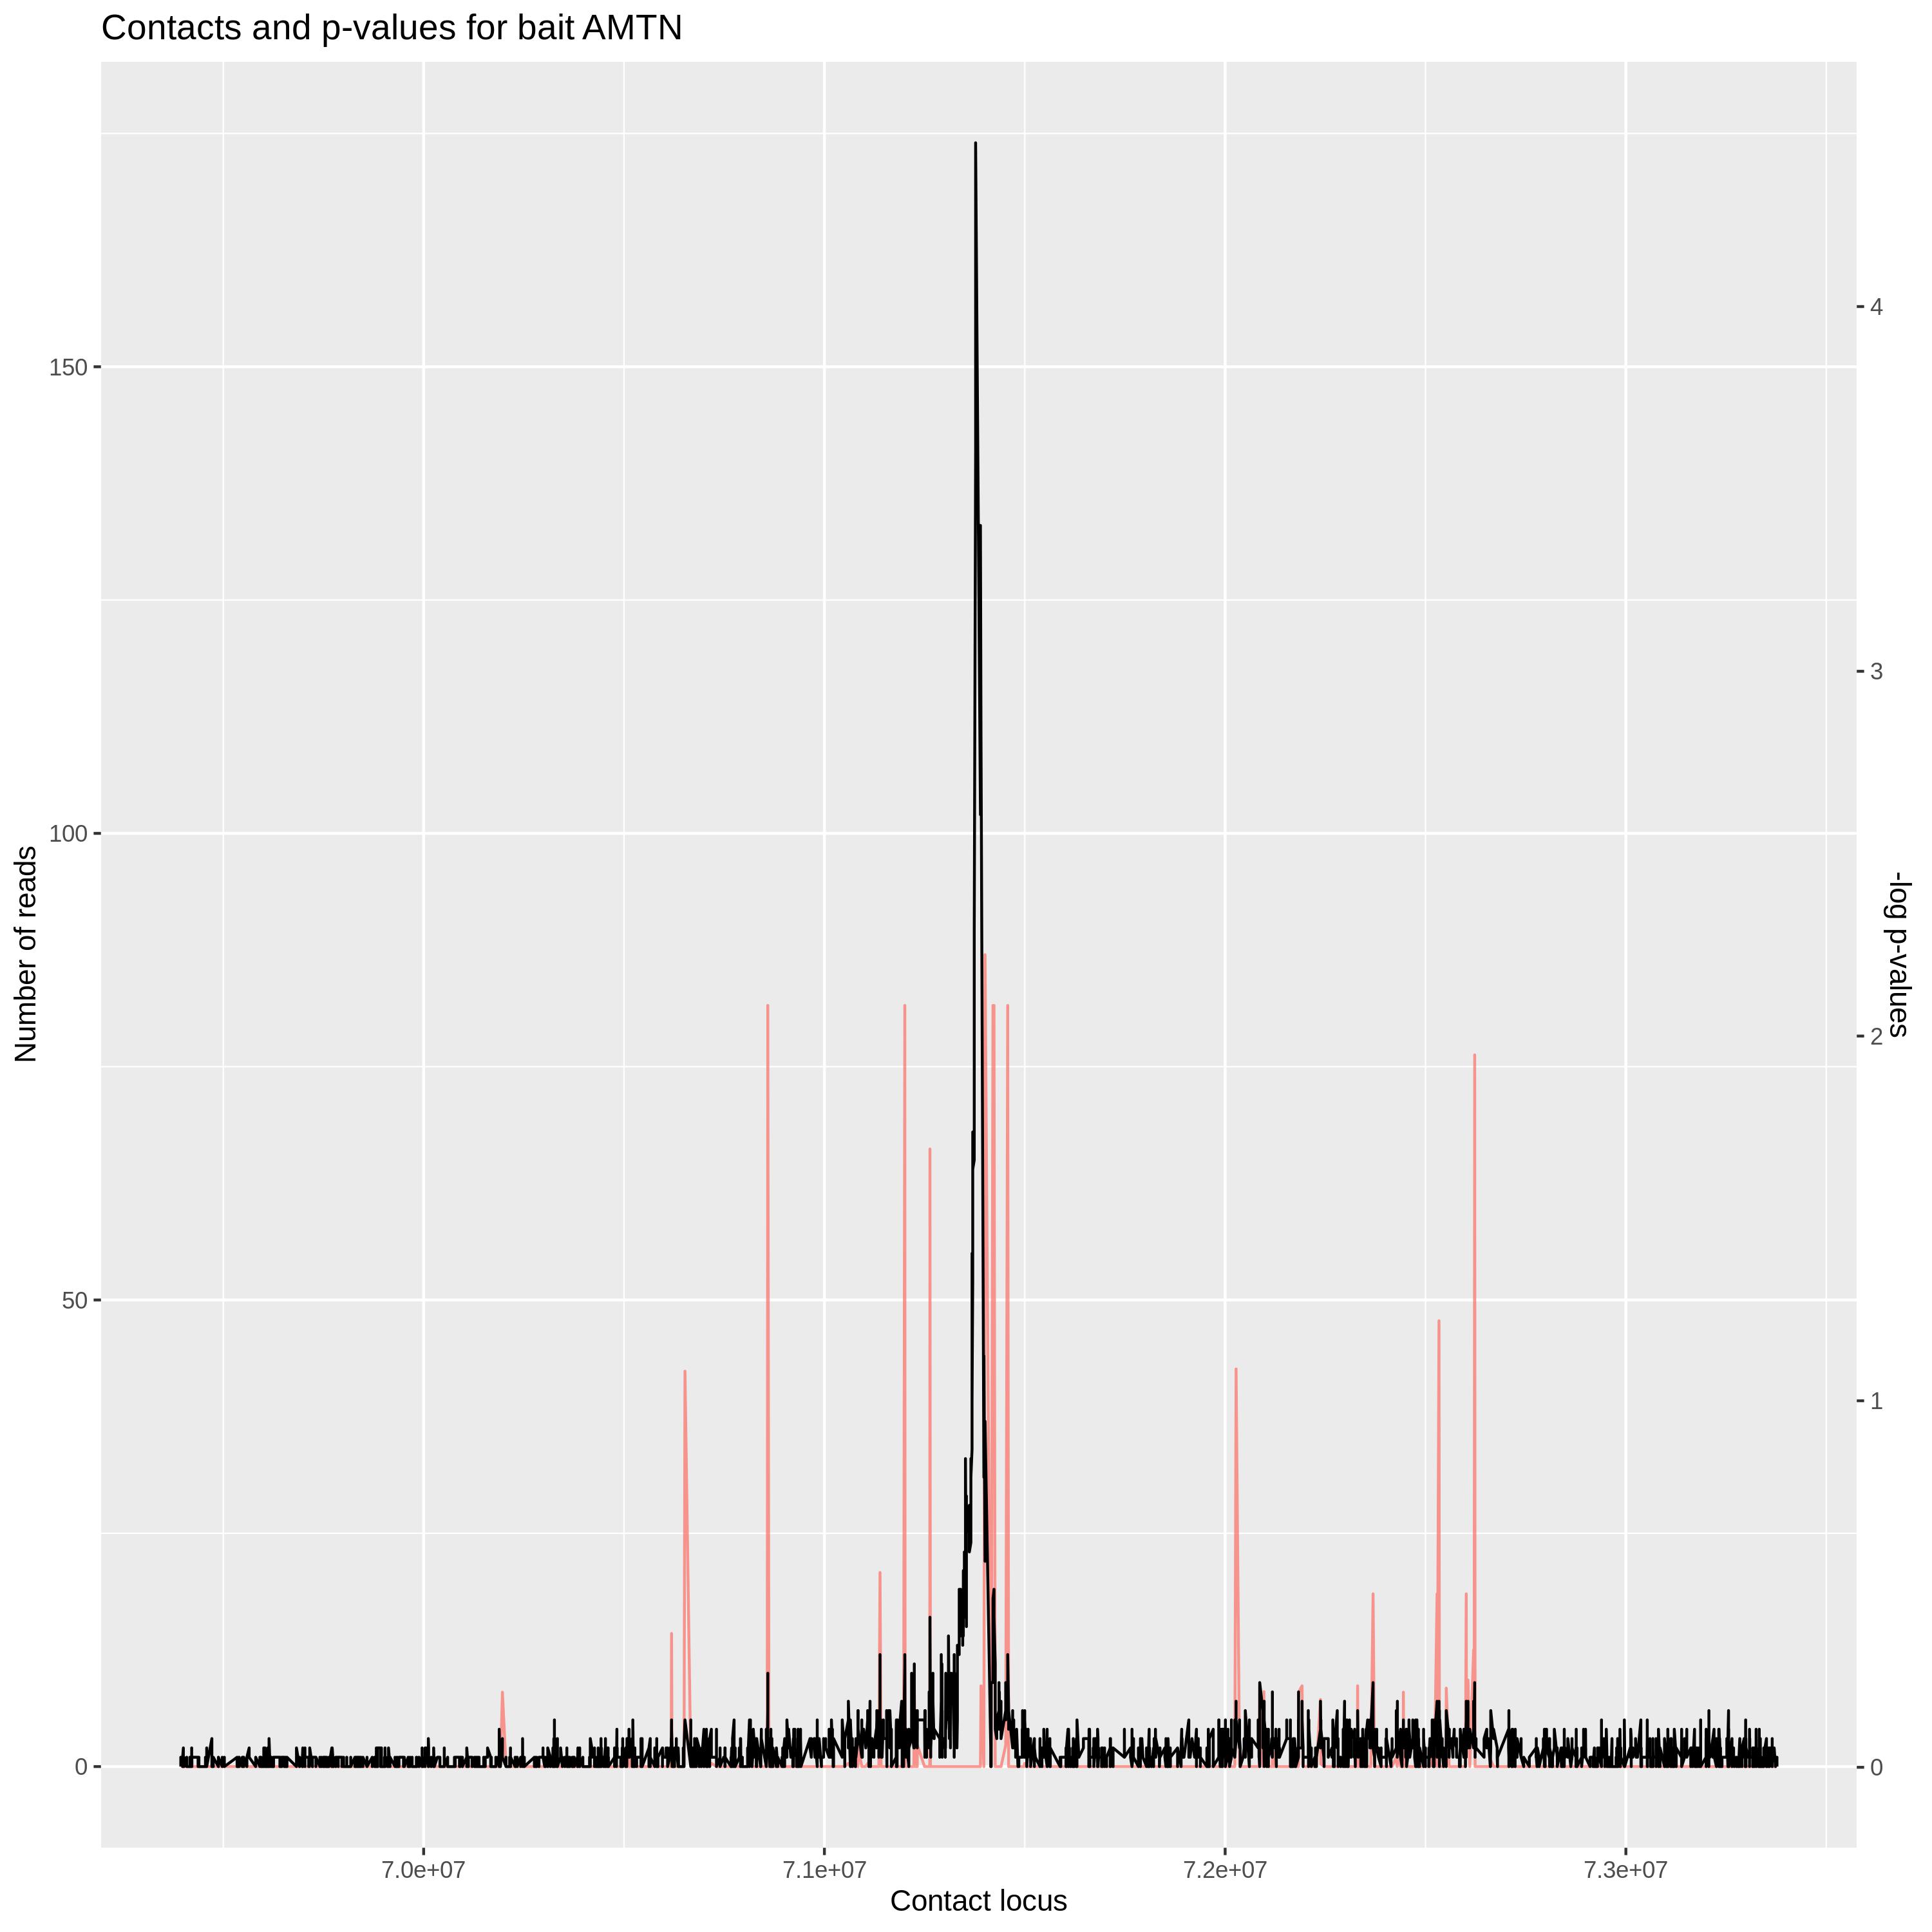 Contacts and p-values for bait AMTN
150
100
50
0
Number of reads
4
3
2
1
0
-log p-values
7.0e+07
7.1e+07
7.2e+07
7.3e+07
Contact locus